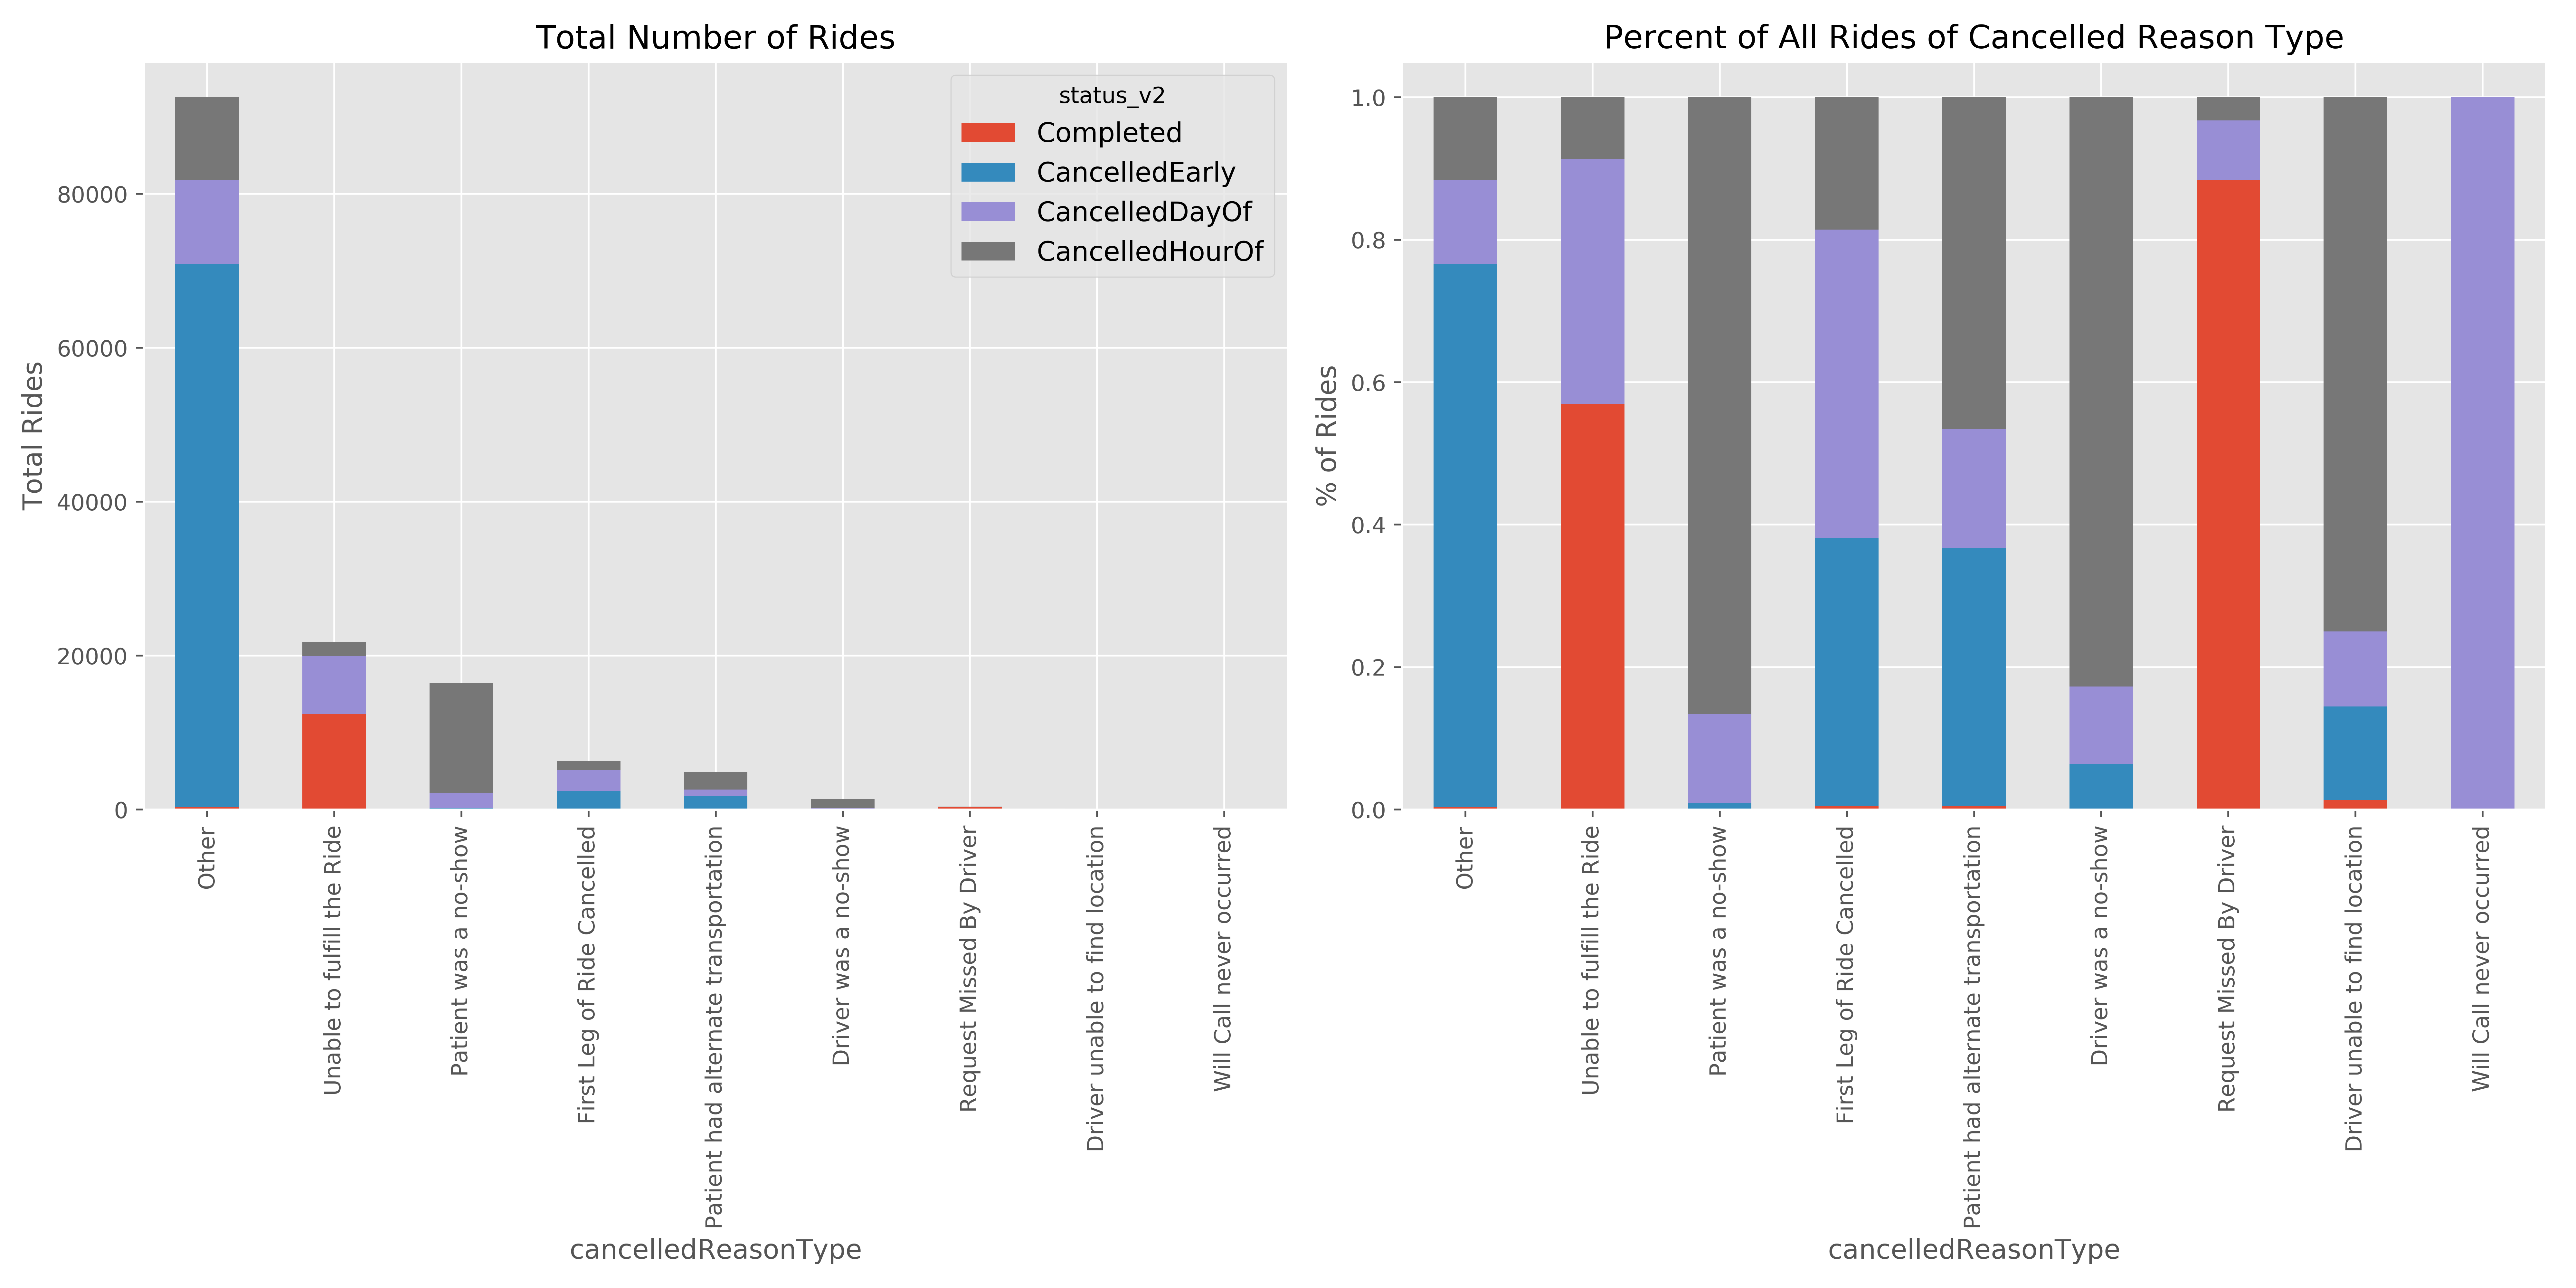 Total Number of Rides
Total Rides
80000
60000
40000
20000
0
status_v2
Completed
CancelledEarly
CancelledDayOf
CancelledHourOf
Other
Unable to fulfill the Ride
Patient was a no-show
First Leg of Ride Cancelled
Patient had alternate transportation
Driver was a no-show
Request Missed By Driver
Driver unable to find location
Will Call never occurred
cancelledReasonType
Percent of All Rides of Cancelled Reason Type
% of Rides
1.0
0.8
0.6
0.4
0.2
0.0
Other
Unable to fulfill the Ride
Patient was a no-show
First Leg of Ride Cancelled
Patient had alternate transportation
Driver was a no-show
Request Missed By Driver
Driver unable to find location
Will Call never occurred
cancelledReasonType